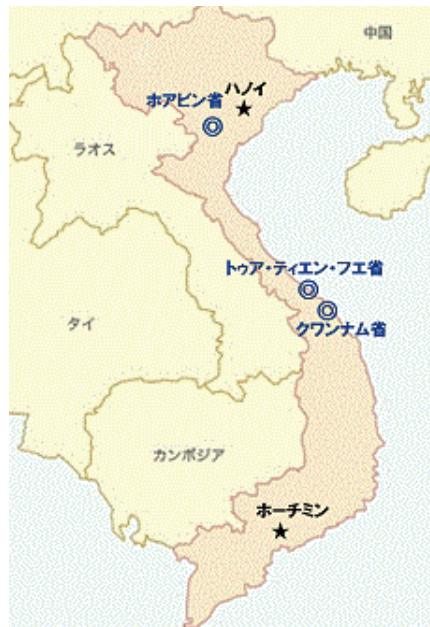 中国
ハノイ
★
ホアビン省
◎
ラオス
トゥア・ティエン・フエ省
◎
◎
クワンナム省
タイ
カンボジア
ホーチミン
★